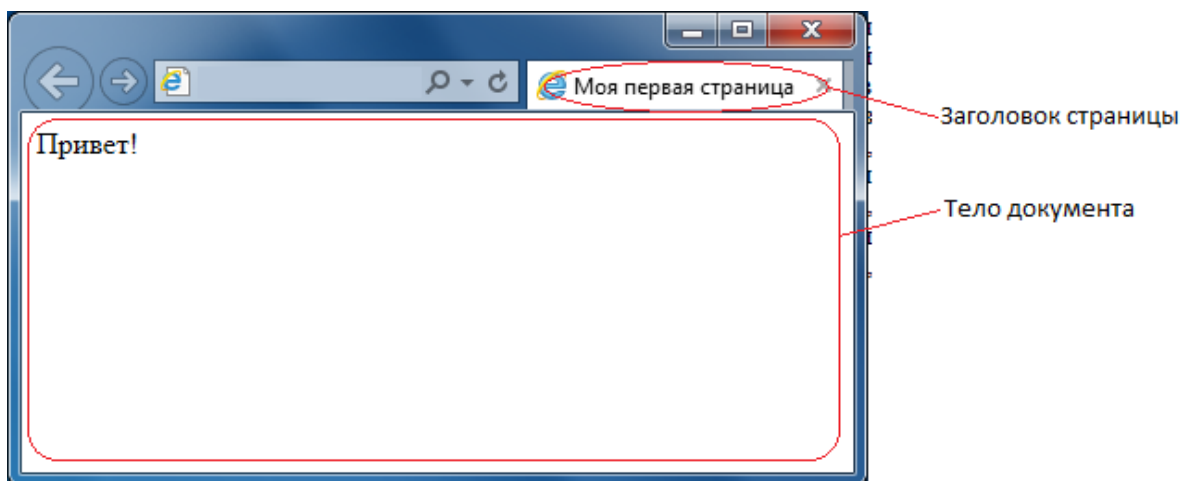 Моя первая страница
Заголовок страницы
Привет!
Тело документа